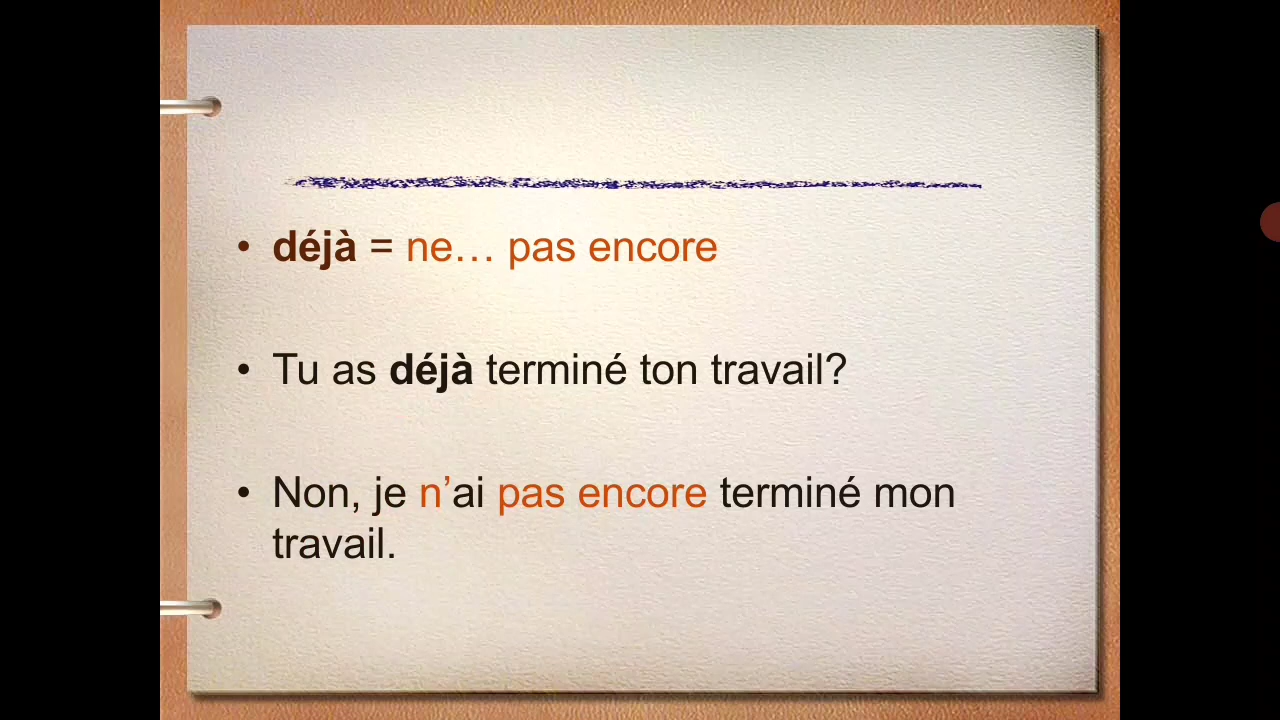 • déjà = ne… pas encore
• Tu as déjà terminé ton travail?
• Non, je n’ai pas encore terminé mon
travail.